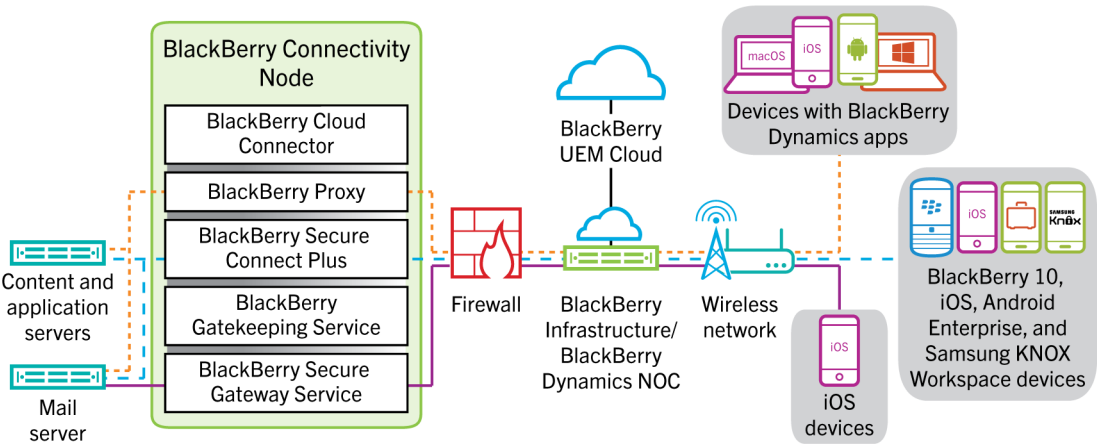 BlackBerry Connectivity
Node
BlackBerry Cloud
Connector
BlackBerry Proxy
BlackBerry Secure
Connect Plus
BlackBerry
Gatekeeping Service
BlackBerry Secure
Gateway Service
Content and
application
servers
Mail
server
Firewall
BlackBerry
UEM Cloud
BlackBerry
Infrastructure/
BlackBerry
Dynamics NOC
Wireless
network
macOS
iOS
Devices with BlackBerry
Dynamics apps
iOS
SAMSUNG
Knox
BlackBerry 10,
iOS, Android
Enterprise, and
Samsung KNOX
Workspace devices
iOS
iOS
devices